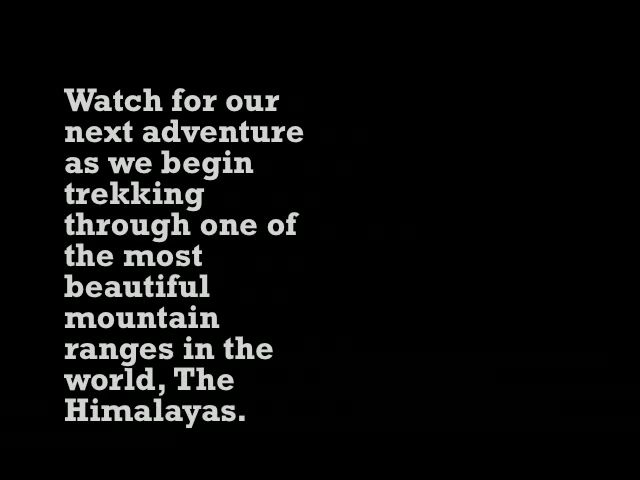 Watch for our
next adventure
as we begin
trekking
through one of
the most
beautiful
mountain
ranges in the
world, The
Himalayas.